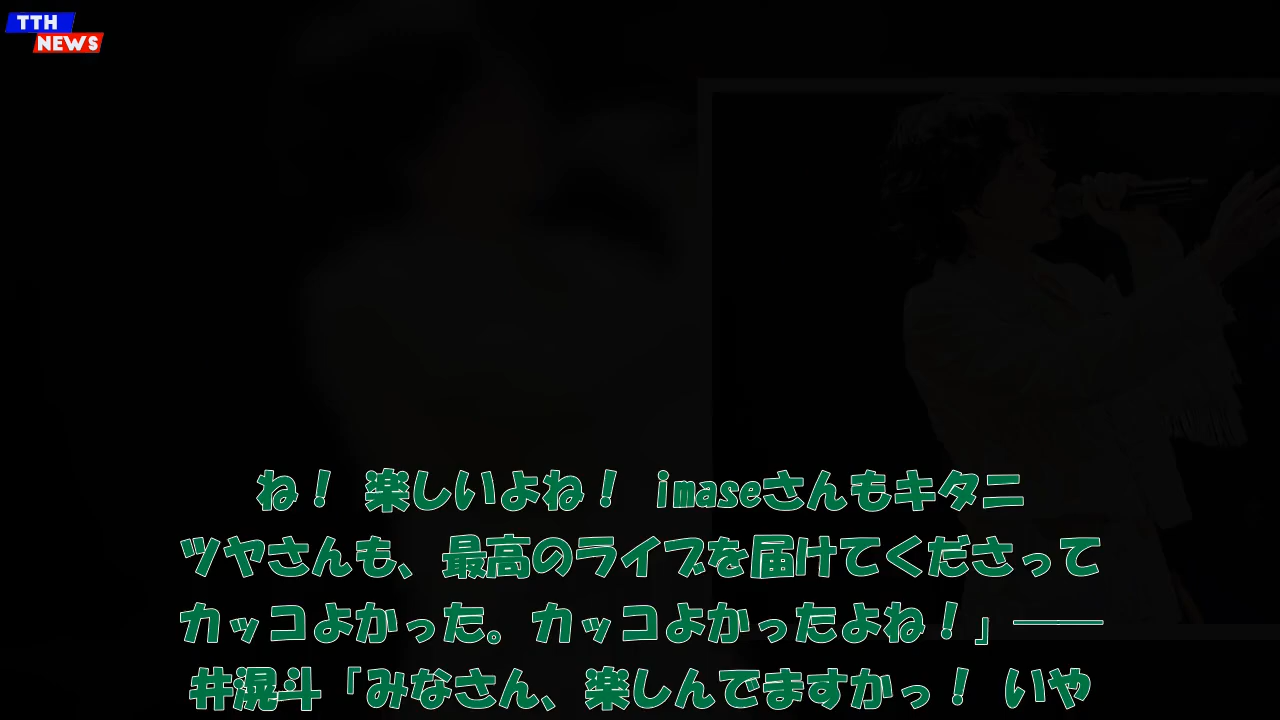 TTH
NEWS
ね！ 楽しいよね！ imaseさんもキタニ
ツヤさんも、最高のライブを届けてくださって
カッコよかった。カッコよかったよね！」──
井滉斗「みなさん、楽しんでますかっ！ いや